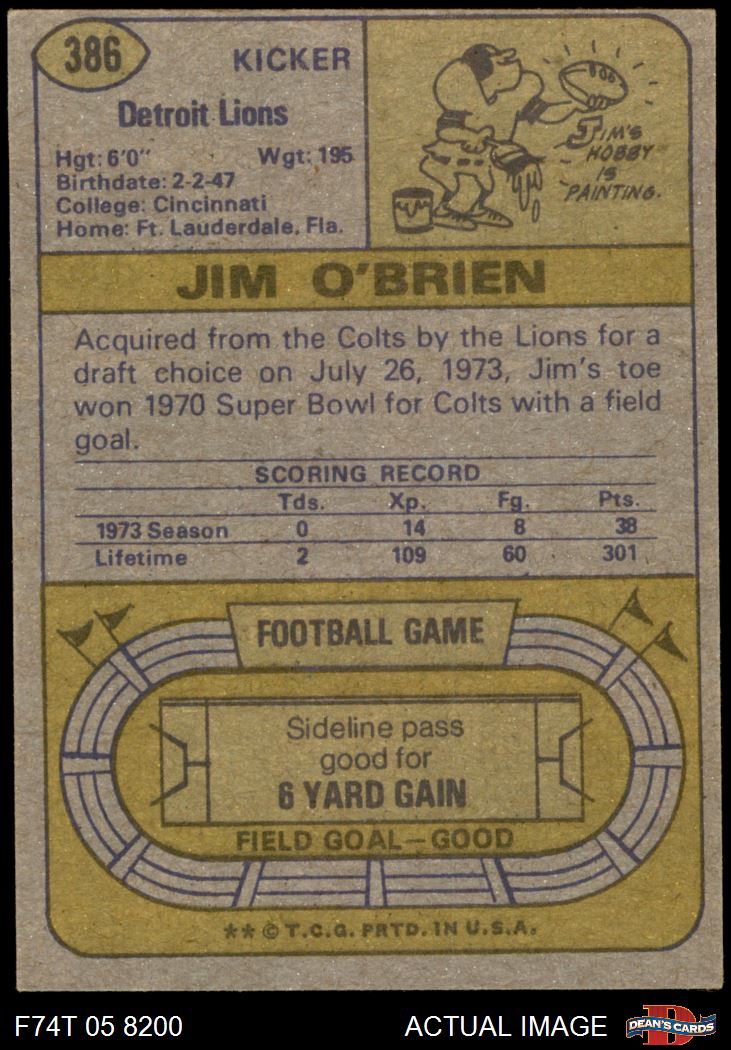 386
KICKER
Detroit Lions
Hgt: 6'0" Wgt: 195
Birthdate: 2-2-47
College: Cincinnati
Home: Ft. Lauderdale, Fla.
JIM'S
HOBBY
IS
PAINTING.
JIM O'BRIEN
Acquired from the Colts by the Lions for a
draft choice on July 26, 1973, Jim's toe
won 1970 Super Bowl for Colts with a field
goal.
SCORING RECORD
Tds. Xp. Fg. Pts.
1973 Season 0 14 8 38
Lifetime 2 109 60 301
FOOTBALL GAME
Sideline pass
good for
6 YARD GAIN
FIELD GOAL—GOOD
** © T.C.G. PRTD. IN U.S.A.
F74T 05 8200 ACTUAL IMAGE DEAN'S CARDS